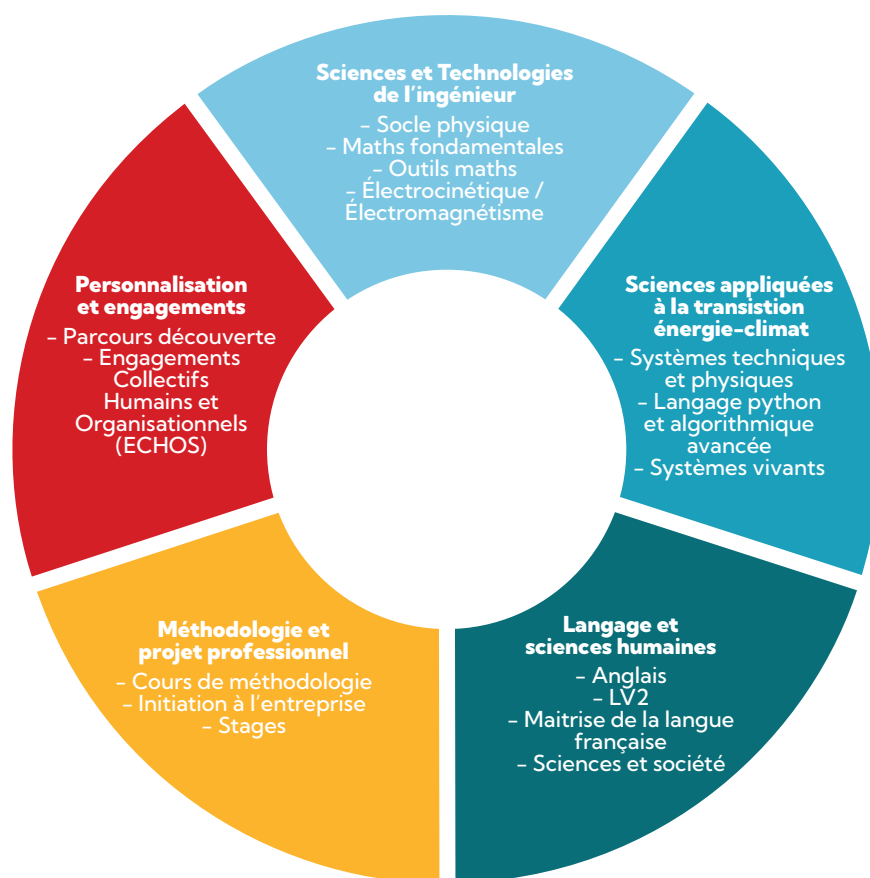 Sciences et Technologies
de l'ingénieur
– Socle physique
– Maths fondamentales
– Outils maths
– Électrocinétique /
Électromagnétisme
Sciences appliquées
à la transistion
énergie-climat
– Systèmes techniques
et physiques
– Langage python
et algorithmique
avancée
– Systèmes vivants
Langage et
sciences humaines
– Anglais
– LV2
– Maitrise de la langue
française
– Sciences et société
Méthodologie et
projet professionnel
– Cours de méthodologie
– Initiation à l'entreprise
– Stages
Personnalisation
et engagements
– Parcours découverte
– Engagements
Collectifs
Humains et
Organisationnels
(ECHOS)